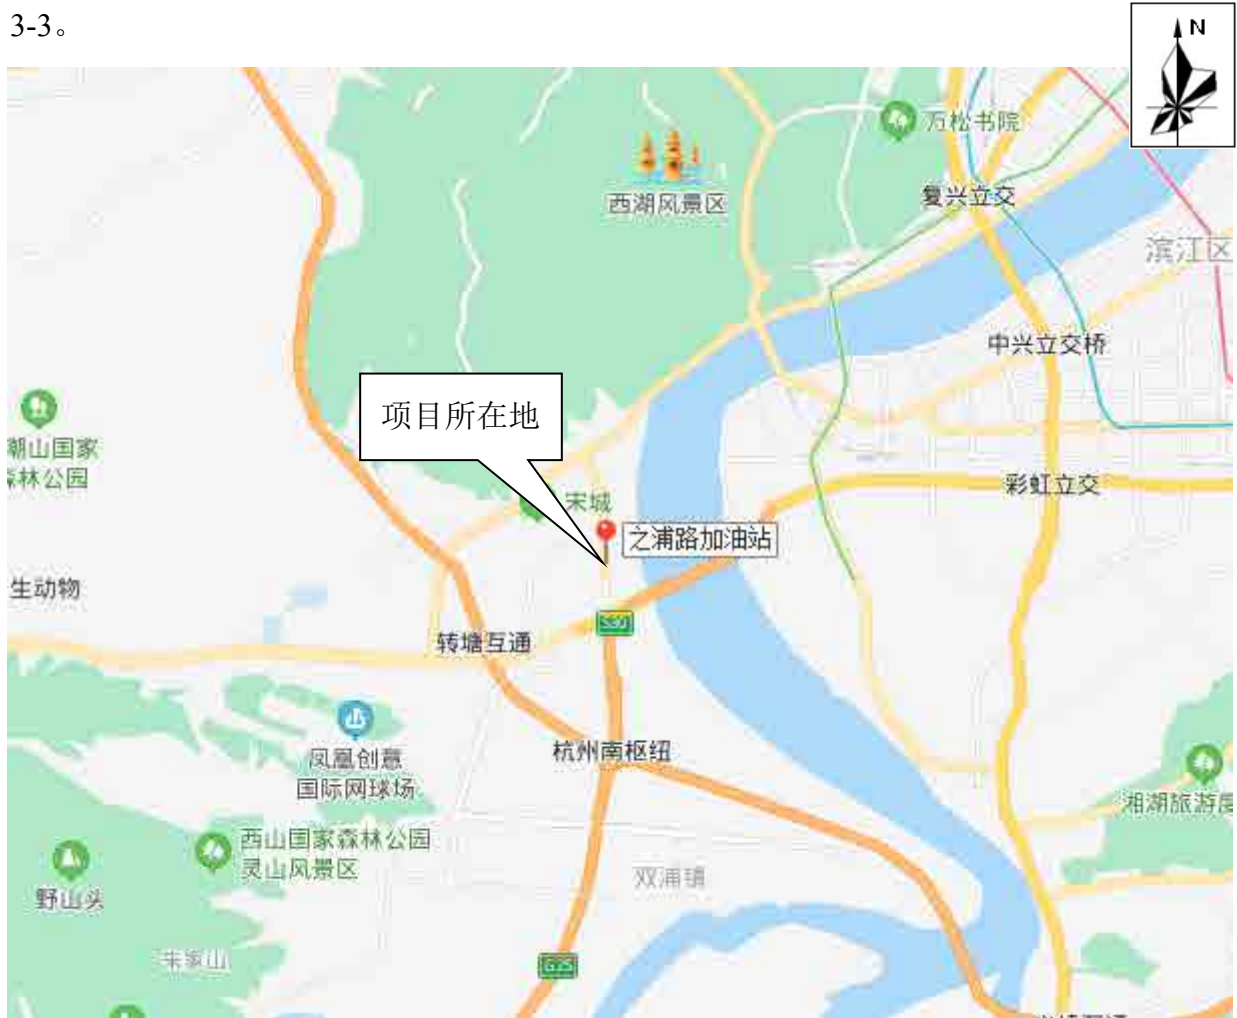 3-3。
N
万松书院
西湖风景区
复兴立交
滨江区
中兴立交桥
项目所在地
潮山国家
森林公园
彩虹立交
宋城
之浦路加油站
生动物
S30
转塘互通
凤凰创意
国际网球场
杭州南枢纽
湘湖旅游度
西山国家森林公园
灵山风景区
双浦镇
野山头
G25